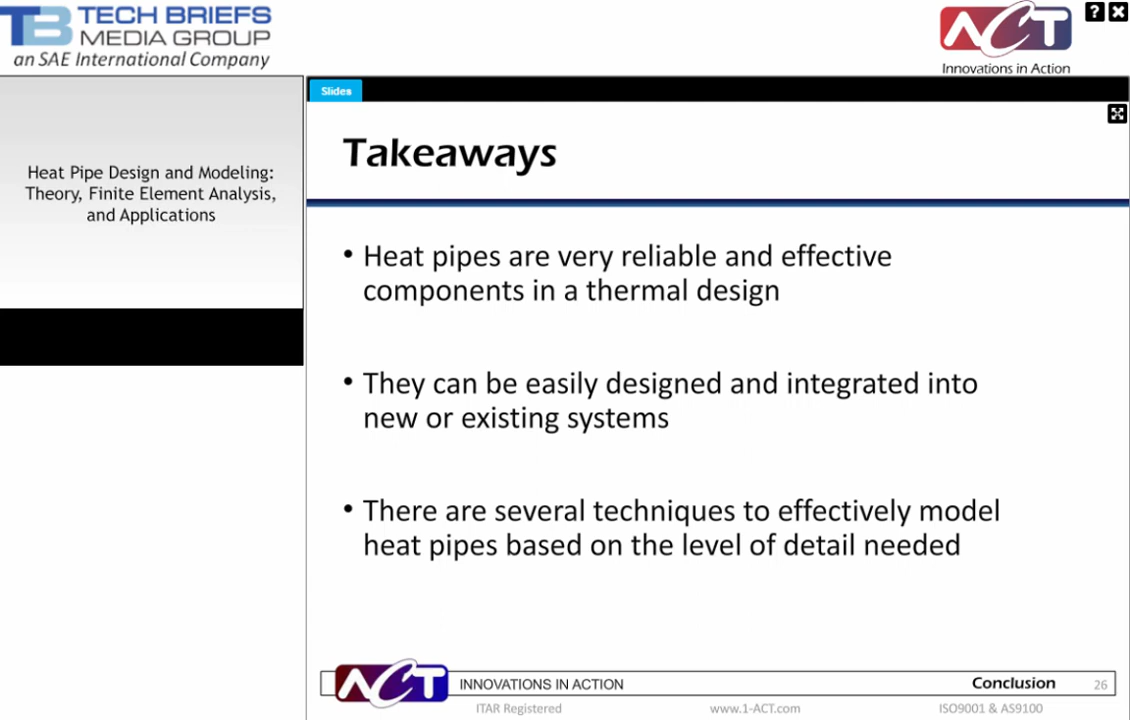 TB TECH BRIEFS
MEDIA GROUP
an SAE International Company
ACT
Innovations in Action
?
Slides
Heat Pipe Design and Modeling:
Theory, Finite Element Analysis,
and Applications
Takeaways
• Heat pipes are very reliable and effective
components in a thermal design
• They can be easily designed and integrated into
new or existing systems
• There are several techniques to effectively model
heat pipes based on the level of detail needed
ACT INNOVATIONS IN ACTION Conclusion 26
ITAR Registered www.1-ACT.com ISO9001 & AS9100